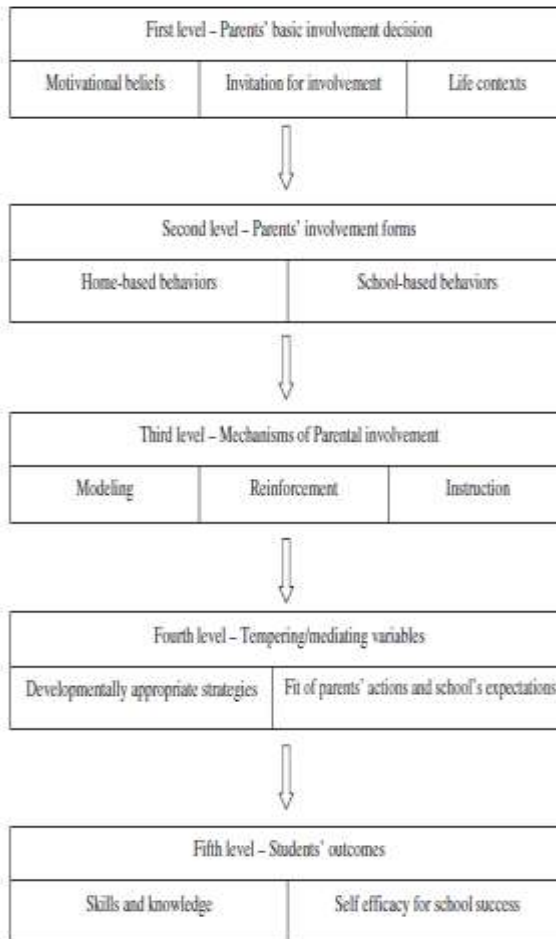 First level – Parents' basic involvement decision
Motivational beliefs
Invitation for involvement
Life contexts
Second level – Parents' involvement forms
Home-based behaviors
School-based behaviors
Third level – Mechanisms of Parental involvement
Modeling
Reinforcement
Instruction
Fourth level – Tempering/mediating variables
Developmentally appropriate strategies
Fit of parents' actions and school's expectations
Fifth level – Students' outcomes
Skills and knowledge
Self efficacy for school success